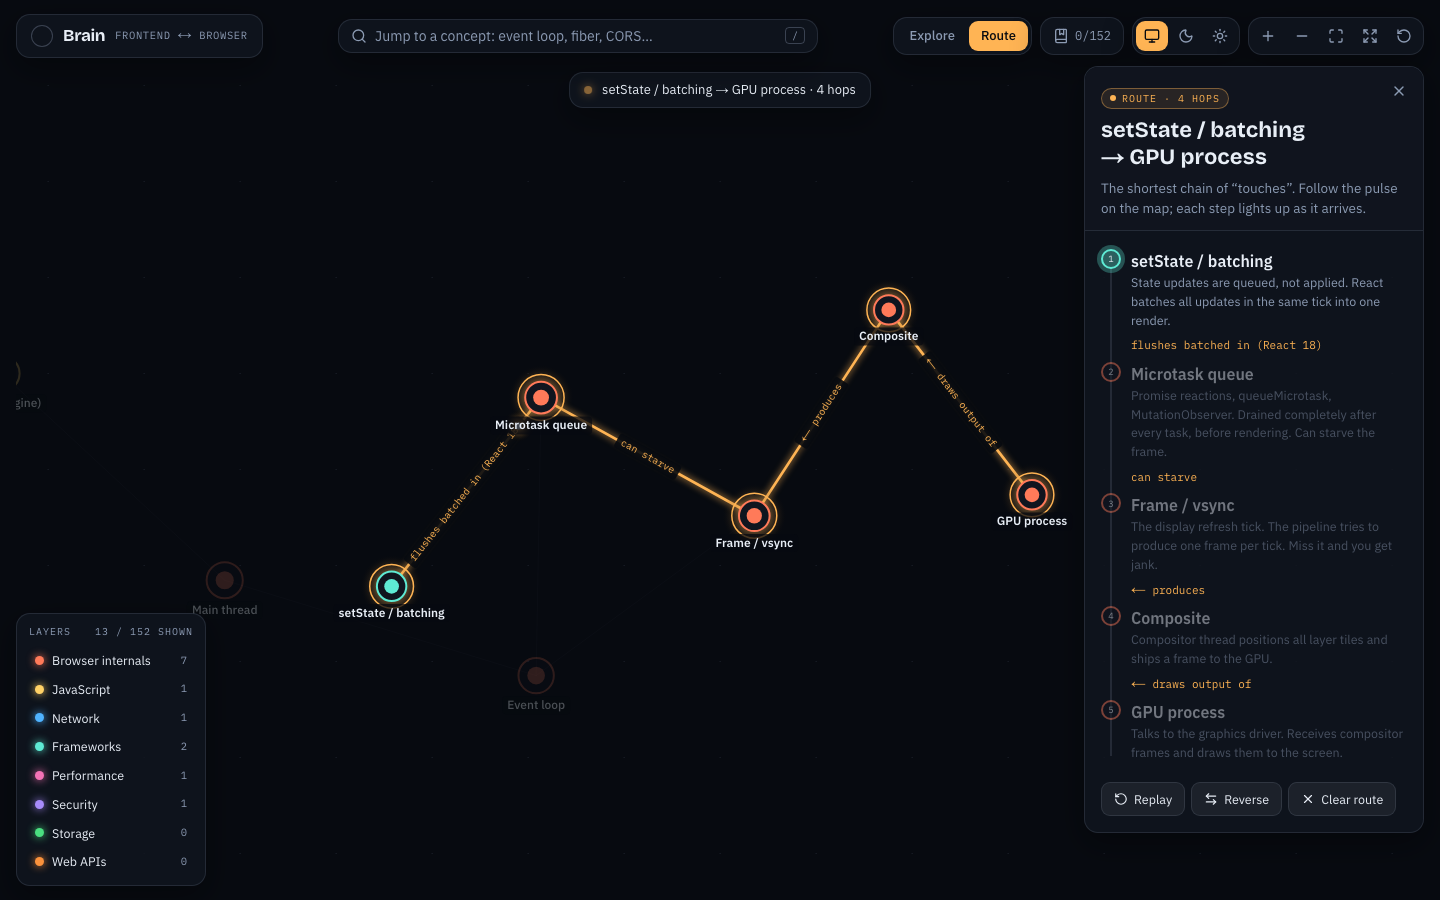 Brain FRONTEND ⟷ BROWSER
Jump to a concept: event loop, fiber, CORS... /
Explore Route 0/152
setState / batching → GPU process · 4 hops
ROUTE · 4 HOPS
setState / batching
→ GPU process
The shortest chain of “touches”. Follow the pulse
on the map; each step lights up as it arrives.
1 setState / batching
State updates are queued, not applied. React
batches all updates in the same tick into one
render.
flushes batched in (React 18)
2 Microtask queue
Promise reactions, queueMicrotask,
MutationObserver. Drained completely after
every task, before rendering. Can starve the
frame.
can starve
3 Frame / vsync
The display refresh tick. The pipeline tries to
produce one frame per tick. Miss it and you get
jank.
← produces
4 Composite
Compositor thread positions all layer tiles and
ships a frame to the GPU.
← draws output of
5 GPU process
Talks to the graphics driver. Receives compositor
frames and draws them to the screen.
Replay Reverse Clear route
Composite
← draws output of
← produces
gine)
Microtask queue
can starve
flushes batched in (React
GPU process
Frame / vsync
Main thread
setState / batching
Event loop
LAYERS 13 / 152 SHOWN
Browser internals 7
JavaScript 1
Network 1
Frameworks 2
Performance 1
Security 1
Storage 0
Web APIs 0